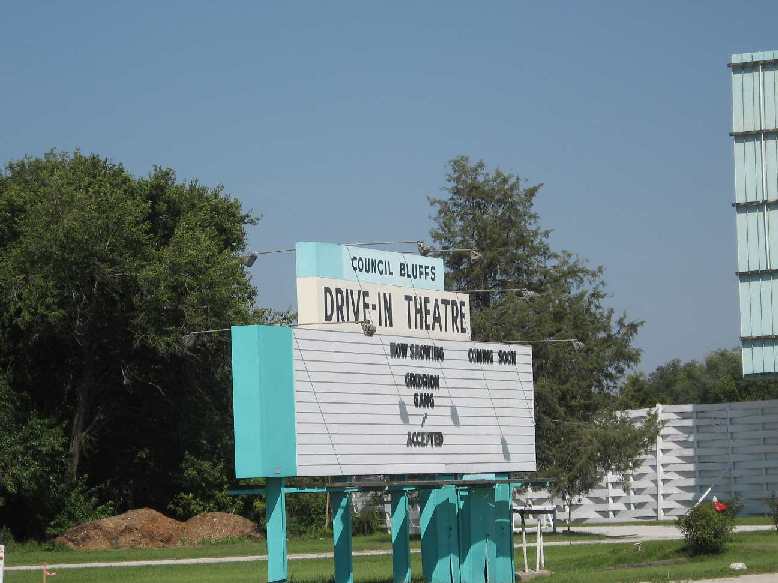 COUNCIL BLUFFS
DRIVE-IN THEATRE
NOW SHOWING COMING SOON
GRIDIRON
GANG
ACCEPTED